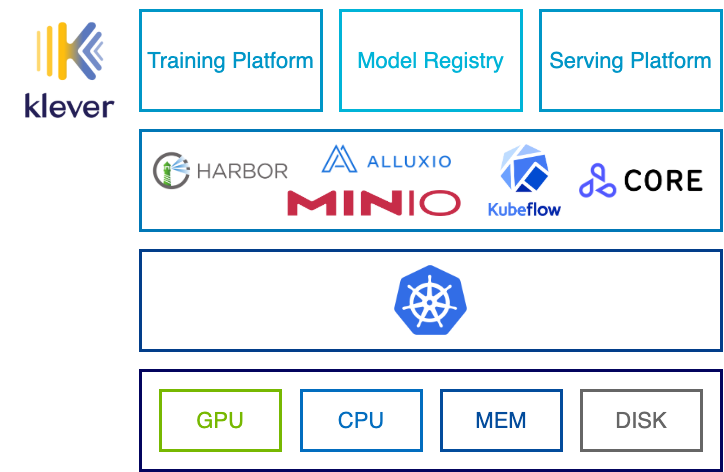 klever
Training Platform
Model Registry
Serving Platform
HARBOR
ALLUXIO
MINIO
Kubeflow
CORE
GPU
CPU
MEM
DISK